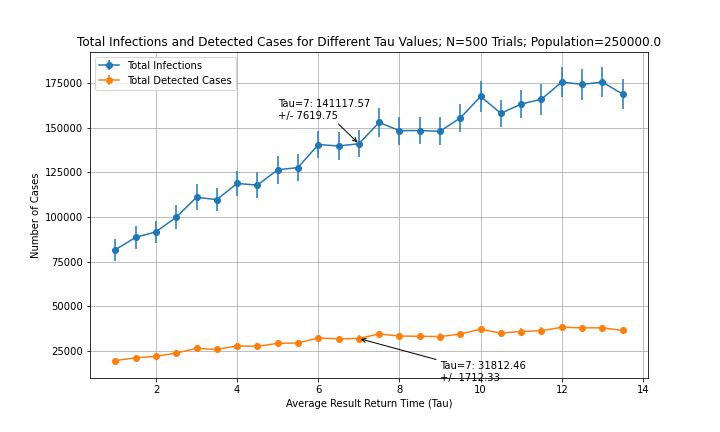 Total Infections and Detected Cases for Different Tau Values; N=500 Trials; Population=250000.0
Total Infections
Total Detected Cases
Tau=7: 141117.57
+/- 7619.75
Number of Cases
175000
150000
125000
100000
75000
50000
25000
Tau=7: 31812.46
+/- 1712.33
2 4 6 8 10 12 14
Average Result Return Time (Tau)